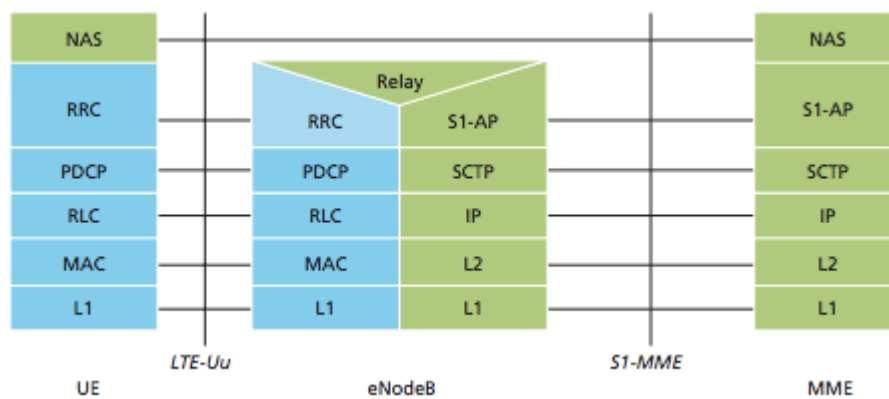 NAS NAS
Relay
RRC RRC S1-AP S1-AP
PDCP PDCP SCTP SCTP
RLC RLC IP IP
MAC MAC L2 L2
L1 L1 L1 L1
LTE-Uu S1-MME
UE eNodeB MME